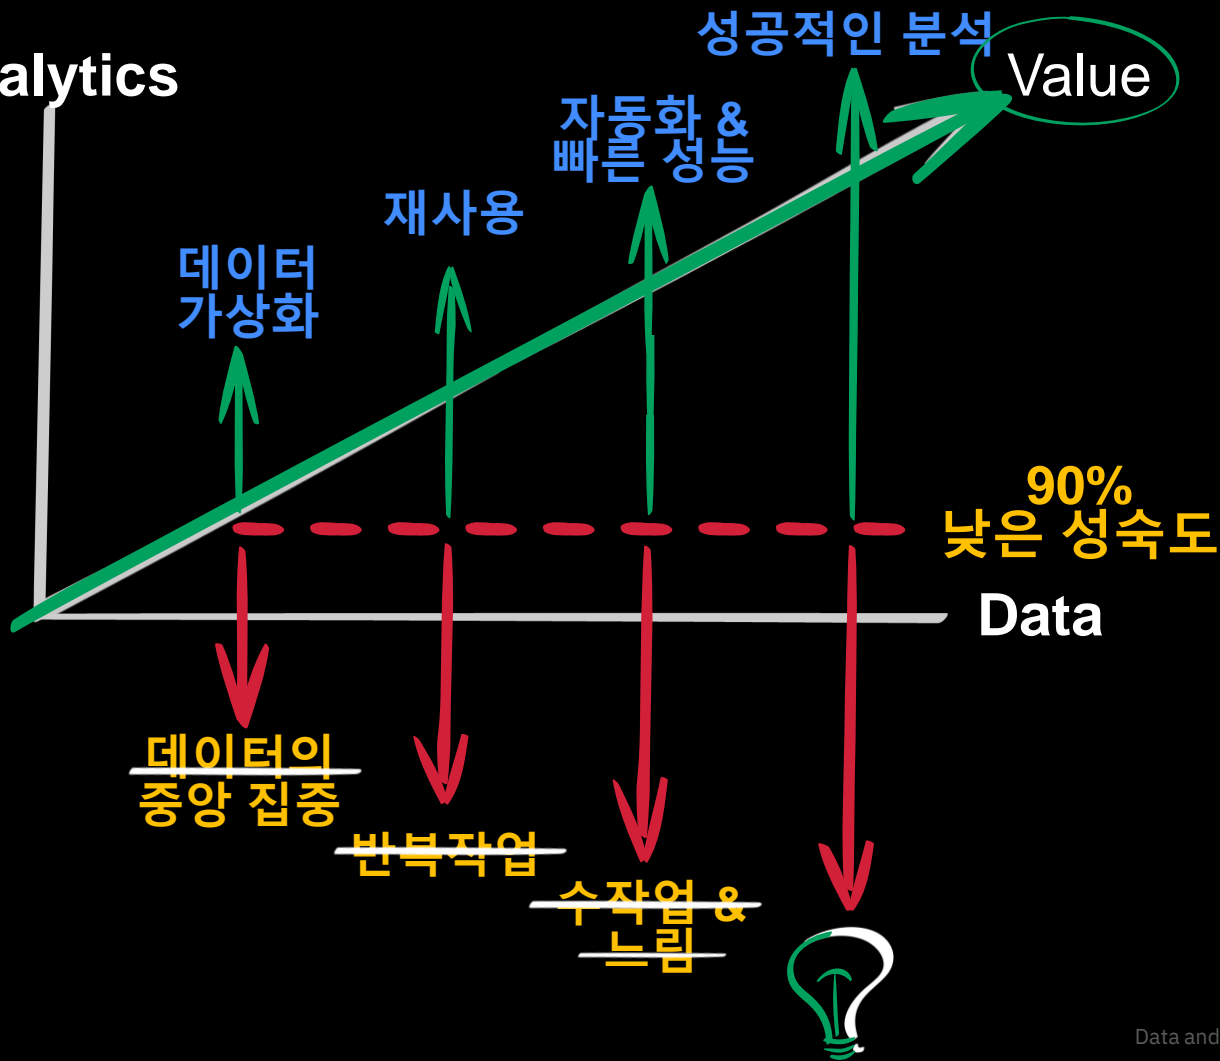 alytics
성공적인 분석
Value
자동화 &
빠른 성능
재사용
데이터
가상화
90%
낮은 성숙도
Data
데이터의
중앙 집중
반복작업
수작업 &
느림
Data and